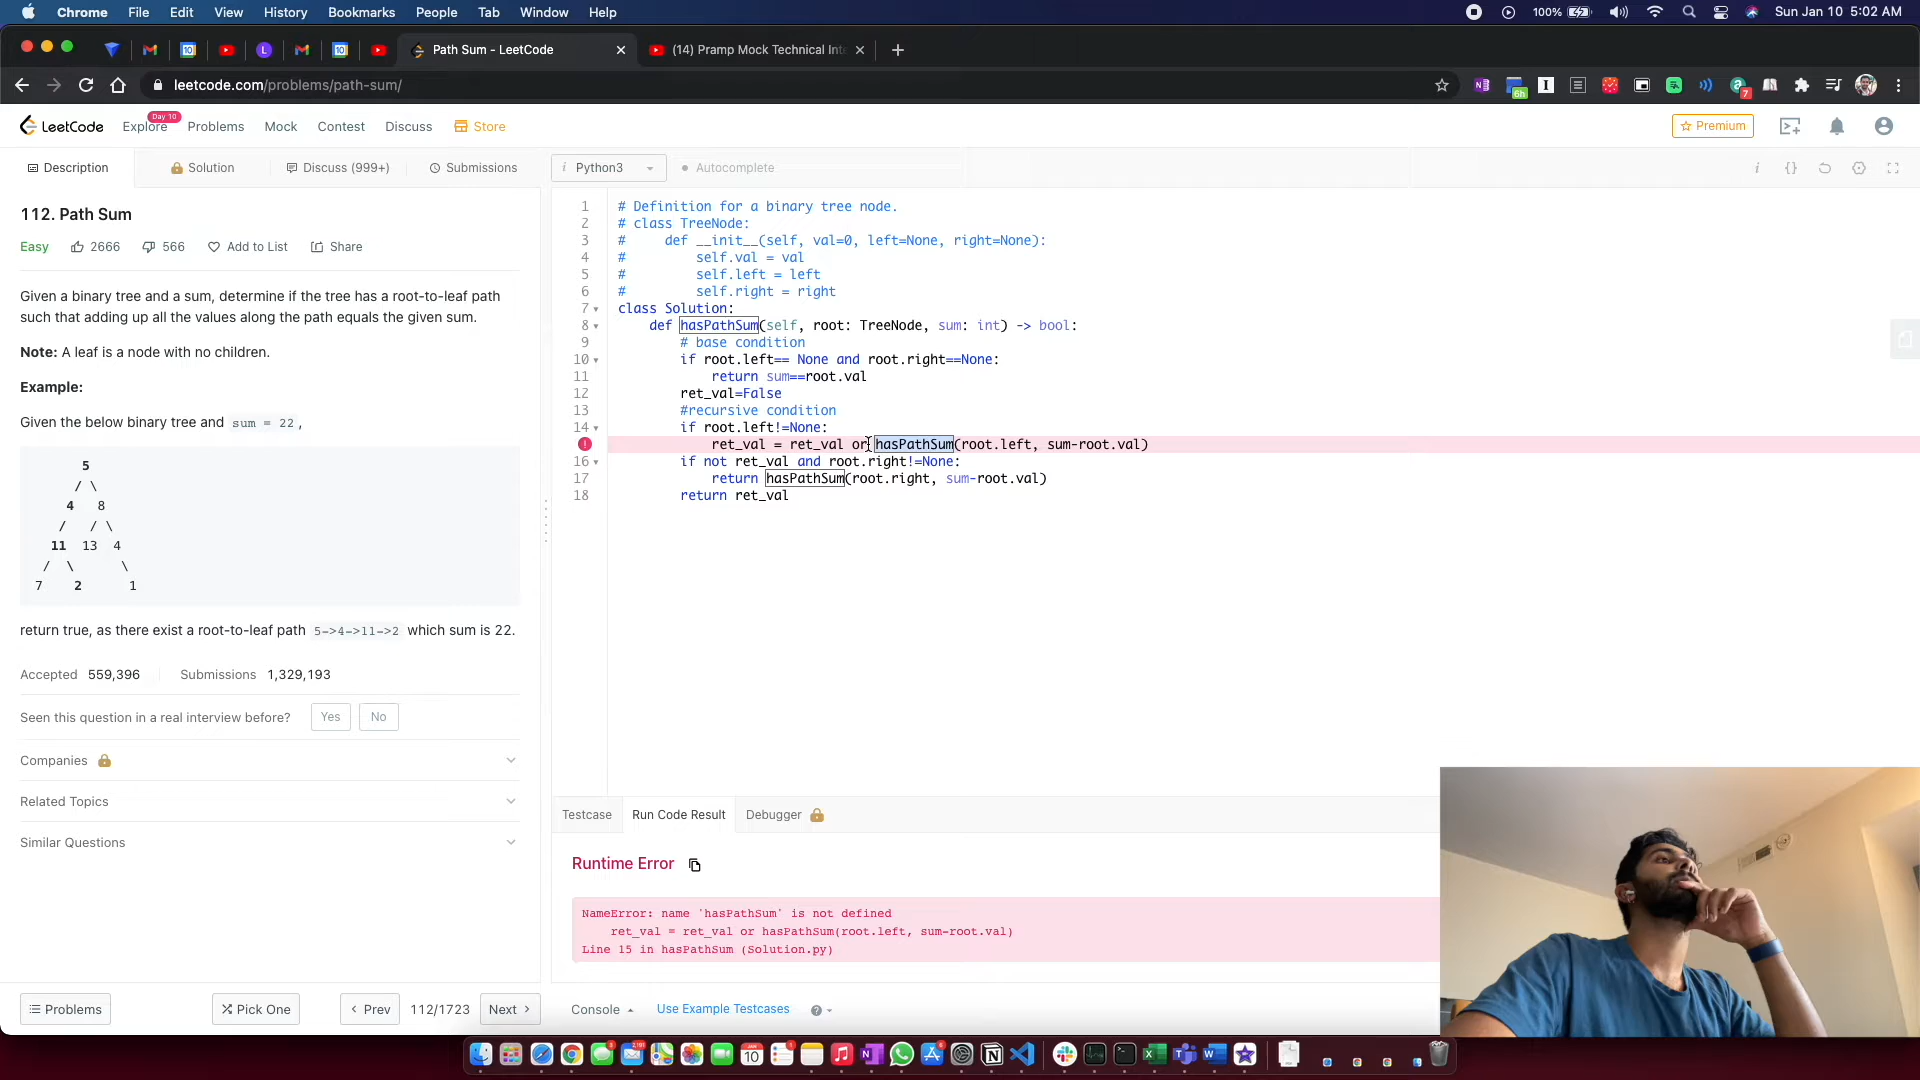 Chrome File Edit View History Bookmarks People Tab Window Help 100% Sun Jan 10 5:02 AM
Path Sum - LeetCode (14) Pramp Mock Technical Int
leetcode.com/problems/path-sum/
LeetCode Explore Day 10 Problems Mock Contest Discuss Store Premium
Description Solution Discuss (999+) Submissions Python3 Autocomplete
112. Path Sum
Easy 2666 566 Add to List Share
Given a binary tree and a sum, determine if the tree has a root-to-leaf path
such that adding up all the values along the path equals the given sum.
Note: A leaf is a node with no children.
Example:
Given the below binary tree and sum = 22,
5
/ \
4 8
/ / \
11 13 4
/ \ \
7 2 1
return true, as there exist a root-to-leaf path 5->4->11->2 which sum is 22.
Accepted 559,396 Submissions 1,329,193
Seen this question in a real interview before? Yes No
Companies
Related Topics
Similar Questions
Problems Pick One Prev 112/1723 Next
1 # Definition for a binary tree node.
2 # class TreeNode:
3 # def __init__(self, val=0, left=None, right=None):
4 # self.val = val
5 # self.left = left
6 # self.right = right
7 class Solution:
8 def hasPathSum(self, root: TreeNode, sum: int) -> bool:
9 # base condition
10 if root.left== None and root.right==None:
11 return sum==root.val
12 ret_val=False
13 #recursive condition
14 if root.left!=None:
ret_val = ret_val or hasPathSum(root.left, sum-root.val)
16 if not ret_val and root.right!=None:
17 return hasPathSum(root.right, sum-root.val)
18 return ret_val
Testcase Run Code Result Debugger
Runtime Error
NameError: name 'hasPathSum' is not defined
ret_val = ret_val or hasPathSum(root.left, sum-root.val)
Line 15 in hasPathSum (Solution.py)
Console Use Example Testcases